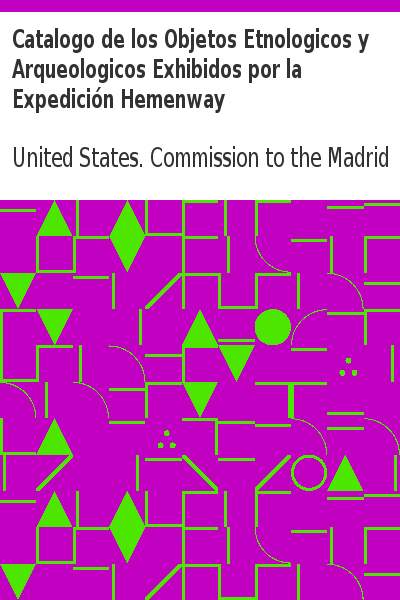 Catalogo de los Objetos Etnologicos y
Arqueologicos Exhibidos por la
Expedición Hemenway
United States. Commission to the Madrid